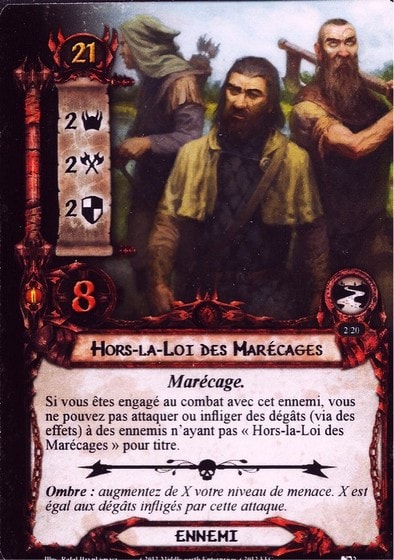 21
2
2
2
8
2/20
Hors-la-Loi des Marécages
Marécage.
Si vous êtes engagé au combat avec cet ennemi, vous
ne pouvez pas attaquer ou infliger des dégâts (via des
effets) à des ennemis n'ayant pas « Hors-la-Loi des
Marécages » pour titre.
Ombre : augmentez de X votre niveau de menace. X est
égal aux dégâts infligés par cette attaque.
ENNEMI